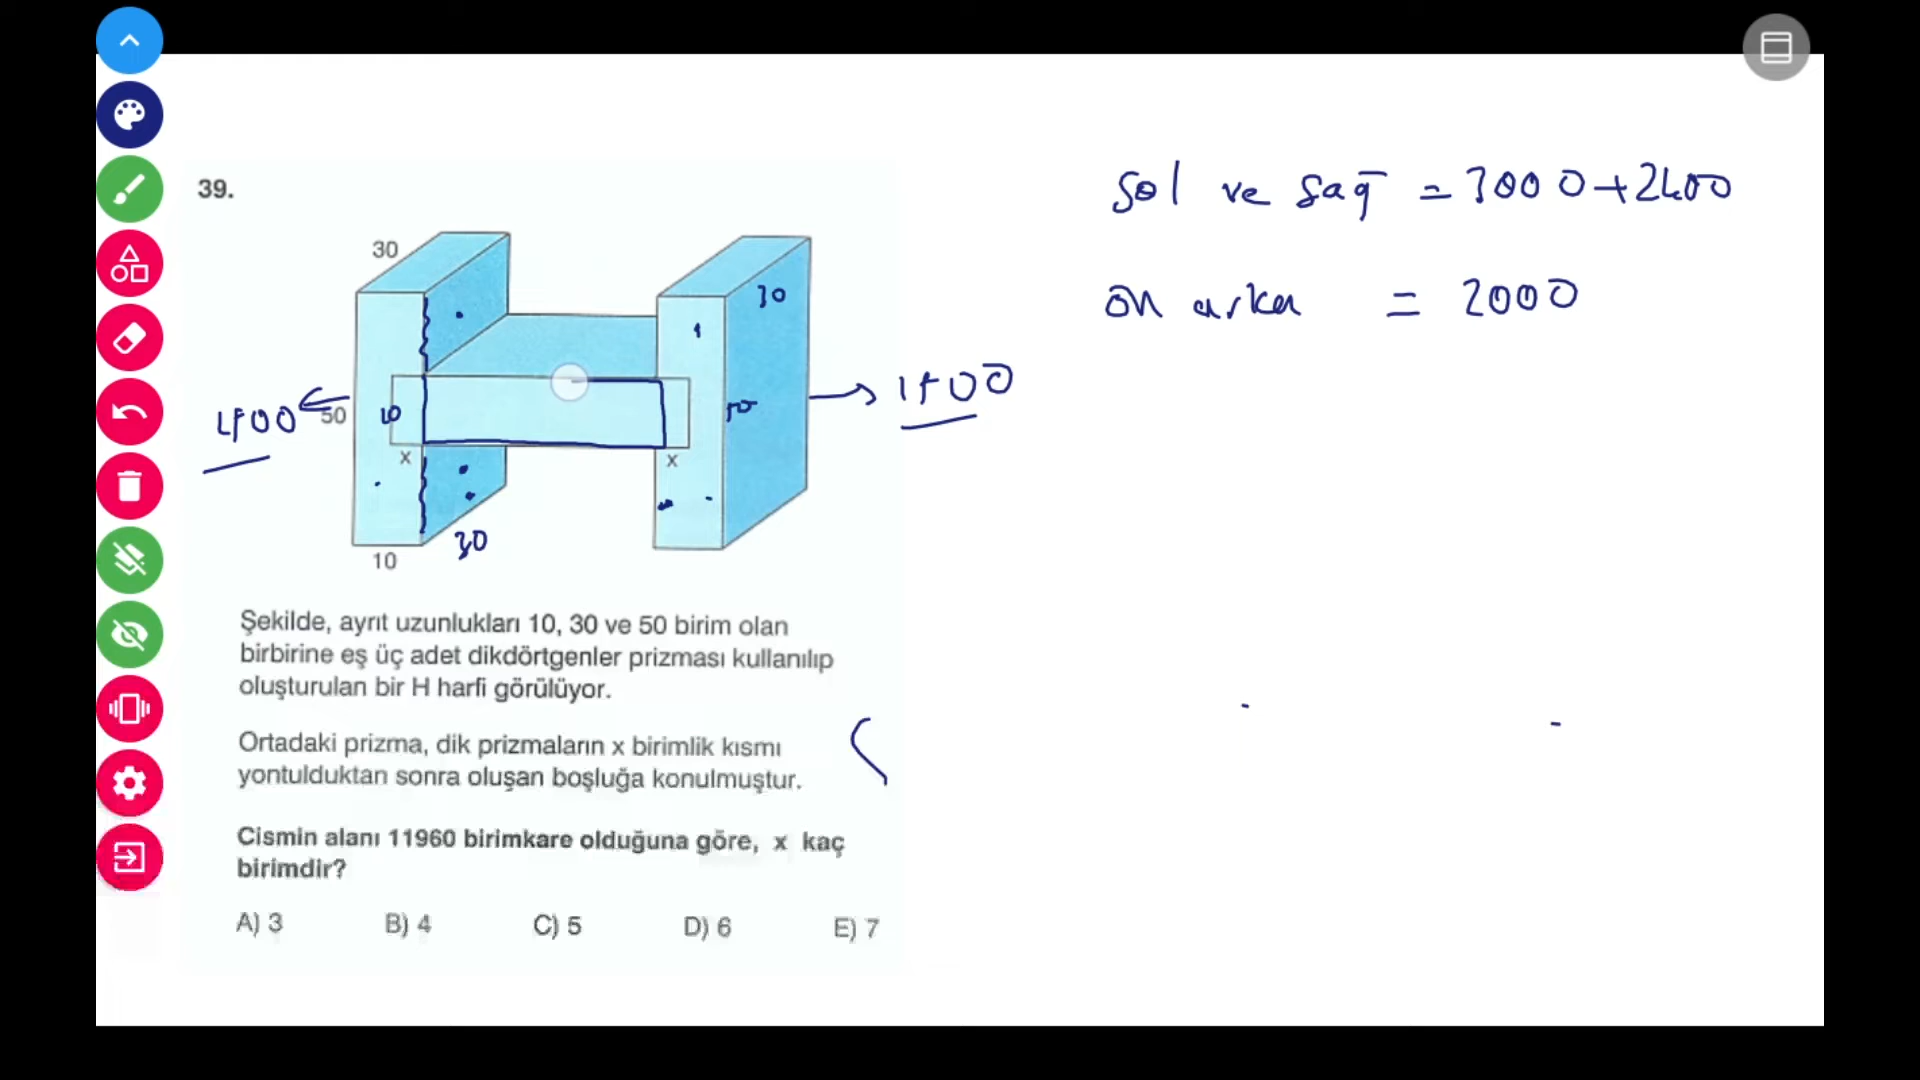 39.
30
50
10
x
x
10
30
10
50
30
1500
1500
Sol ve Sağ = 3000+2400
ön arka = 2000
Şekilde, ayrıt uzunlukları 10, 30 ve 50 birim olan
birbirine eş üç adet dikdörtgenler prizması kullanılıp
oluşturulan bir H harfi görülüyor.
Ortadaki prizma, dik prizmaların x birimlik kısmı
yontulduktan sonra oluşan boşluğa konulmuştur.
Cismin alanı 11960 birimkare olduğuna göre, x kaç
birimdir?
A) 3 B) 4 C) 5 D) 6 E) 7